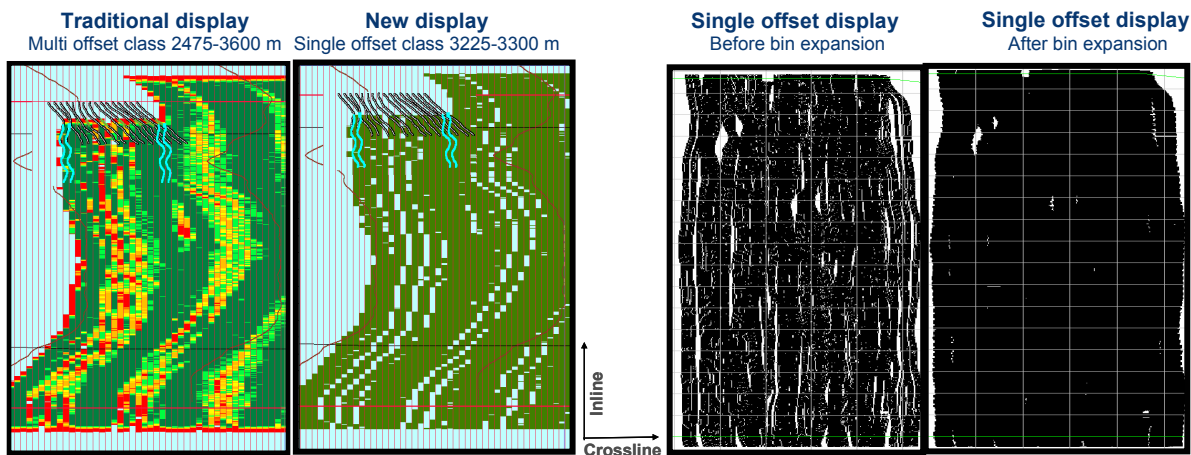 Traditional display
Multi offset class 2475-3600 m
New display
Single offset class 3225-3300 m
Single offset display
Before bin expansion
Single offset display
After bin expansion
Inline
Crossline